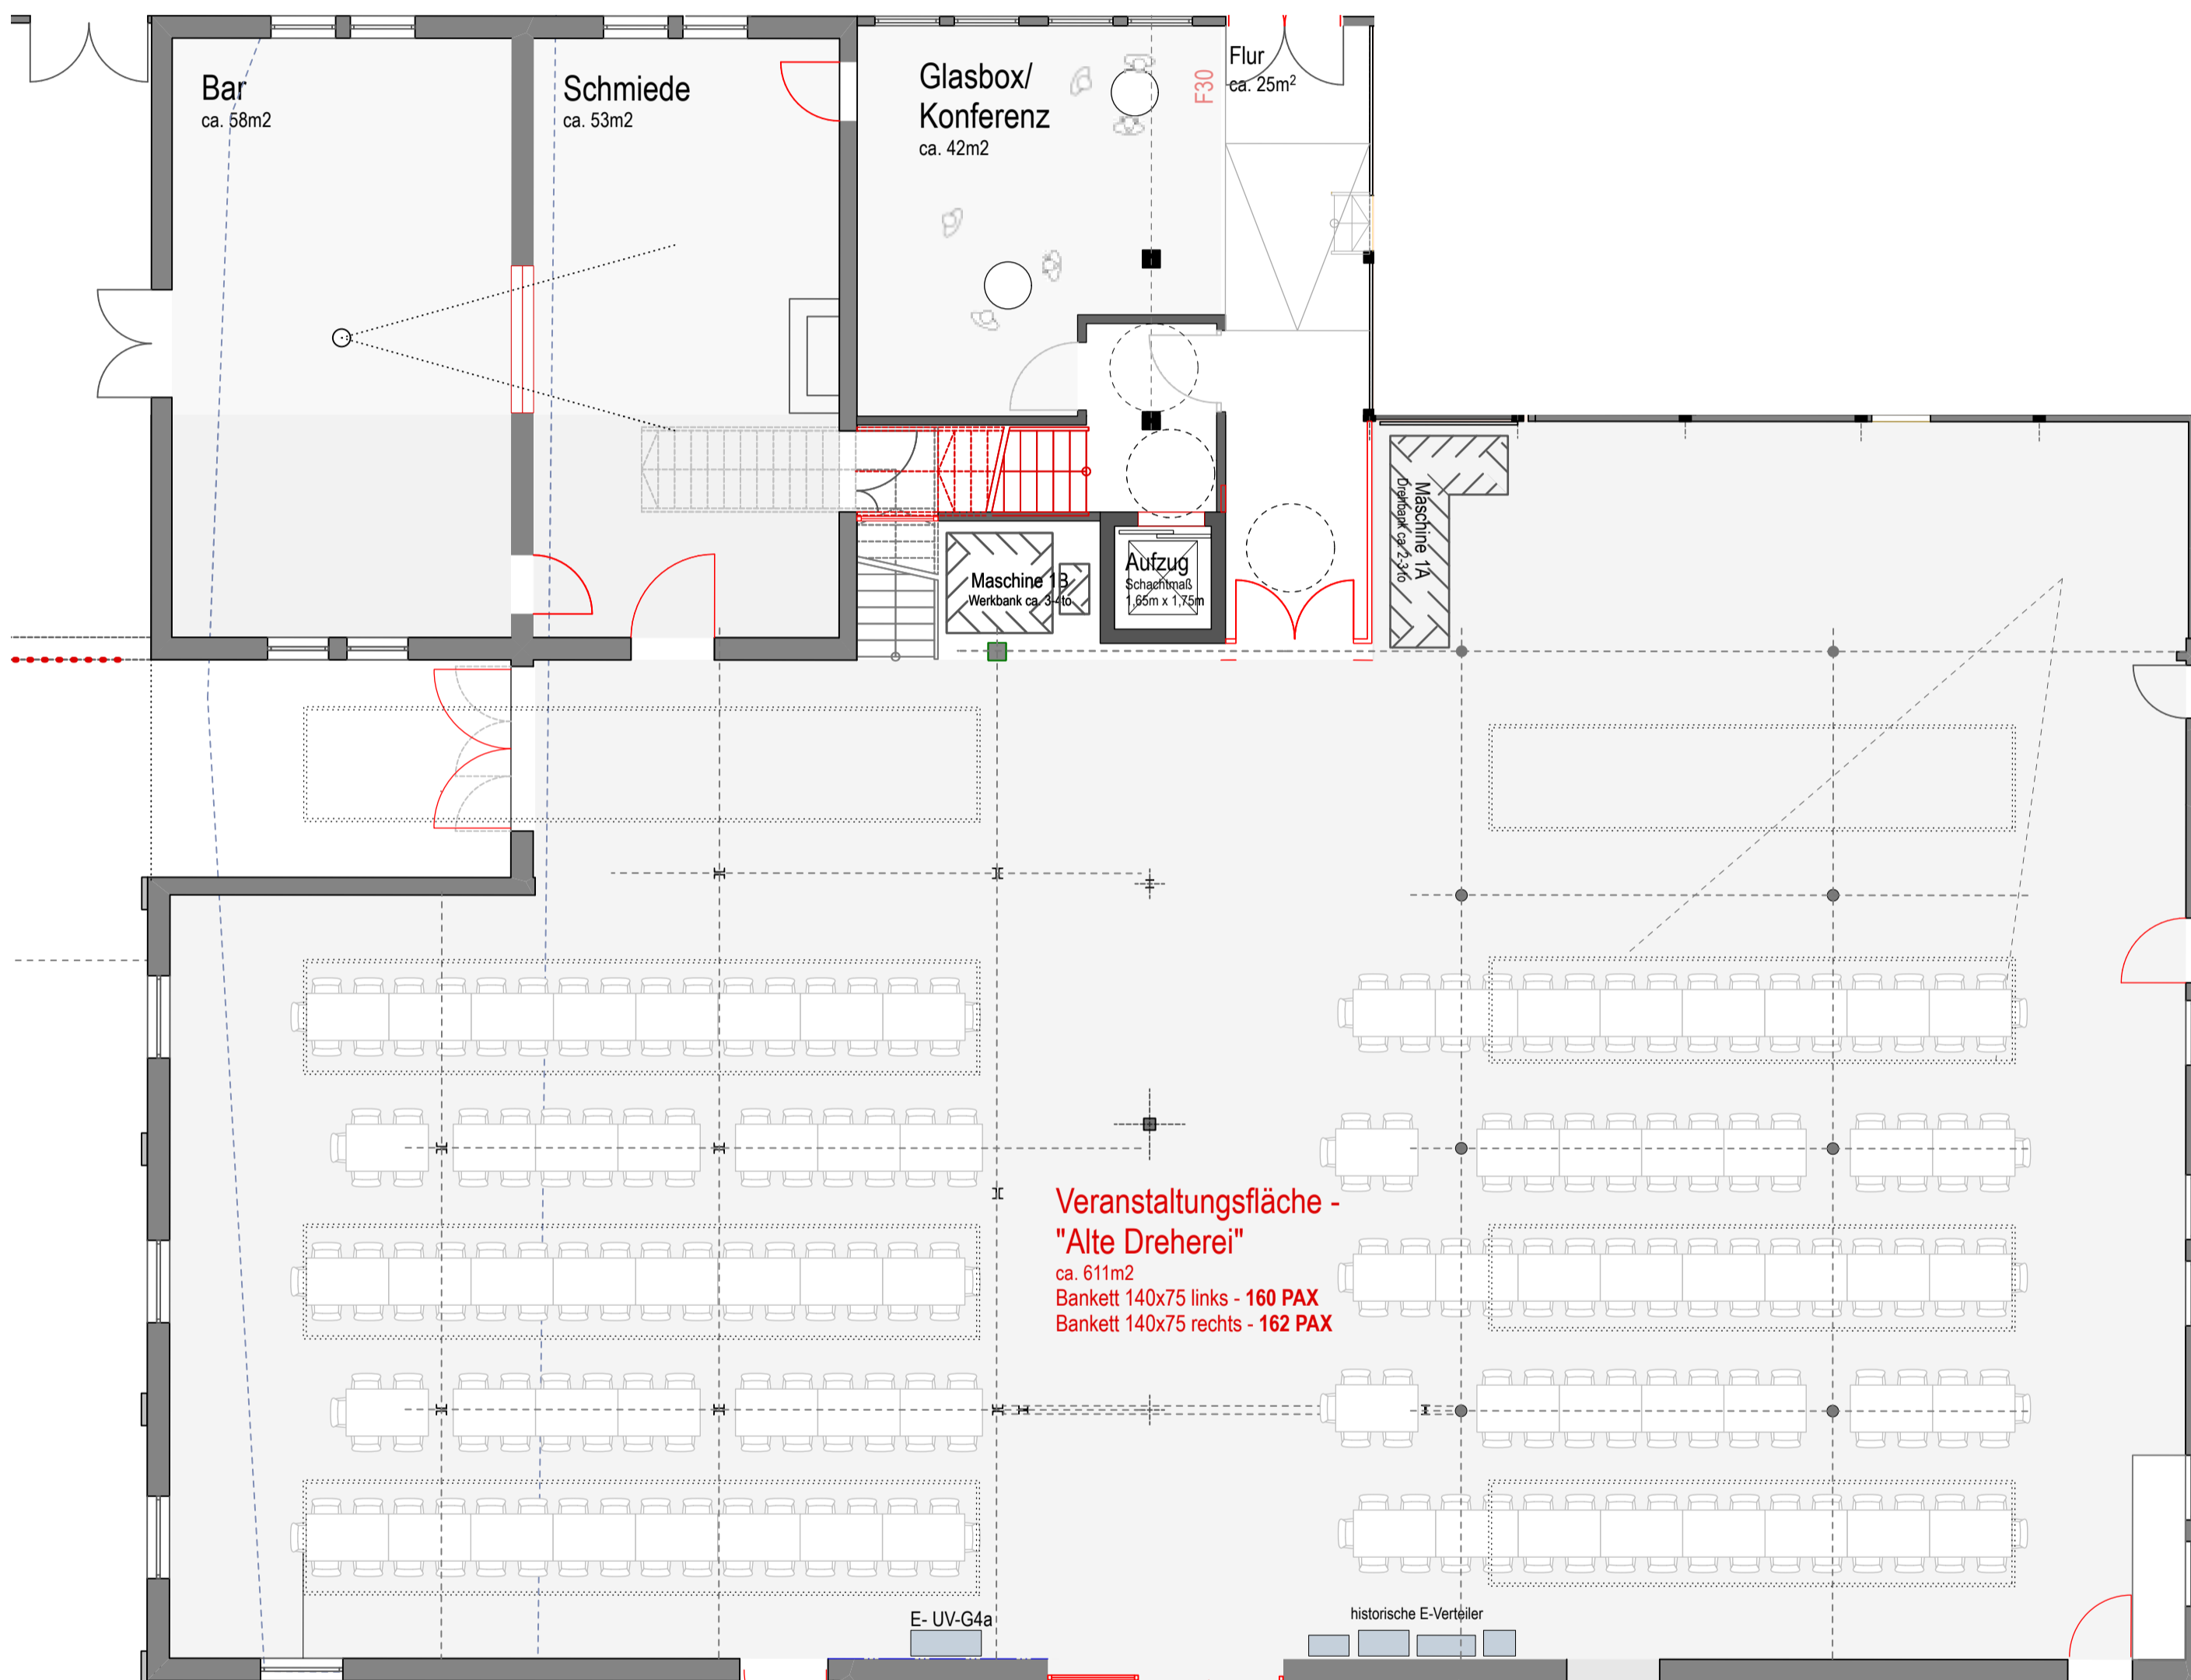 Bar
ca. 58m2
Schmiede
ca. 53m2
Glasbox/
Konferenz
ca. 42m2
F30
Flur
ca. 25m²
Maschine 1A
Drehbank ca. 2-3 to
Maschine 1B
Werkbank ca. 3-4to
Aufzug
Schachtmaß
1,65m x 1,75m
Veranstaltungsfläche -
"Alte Dreherei"
ca. 611m2
Bankett 140x75 links - 160 PAX
Bankett 140x75 rechts - 162 PAX
E- UV-G4a
historische E-Verteiler